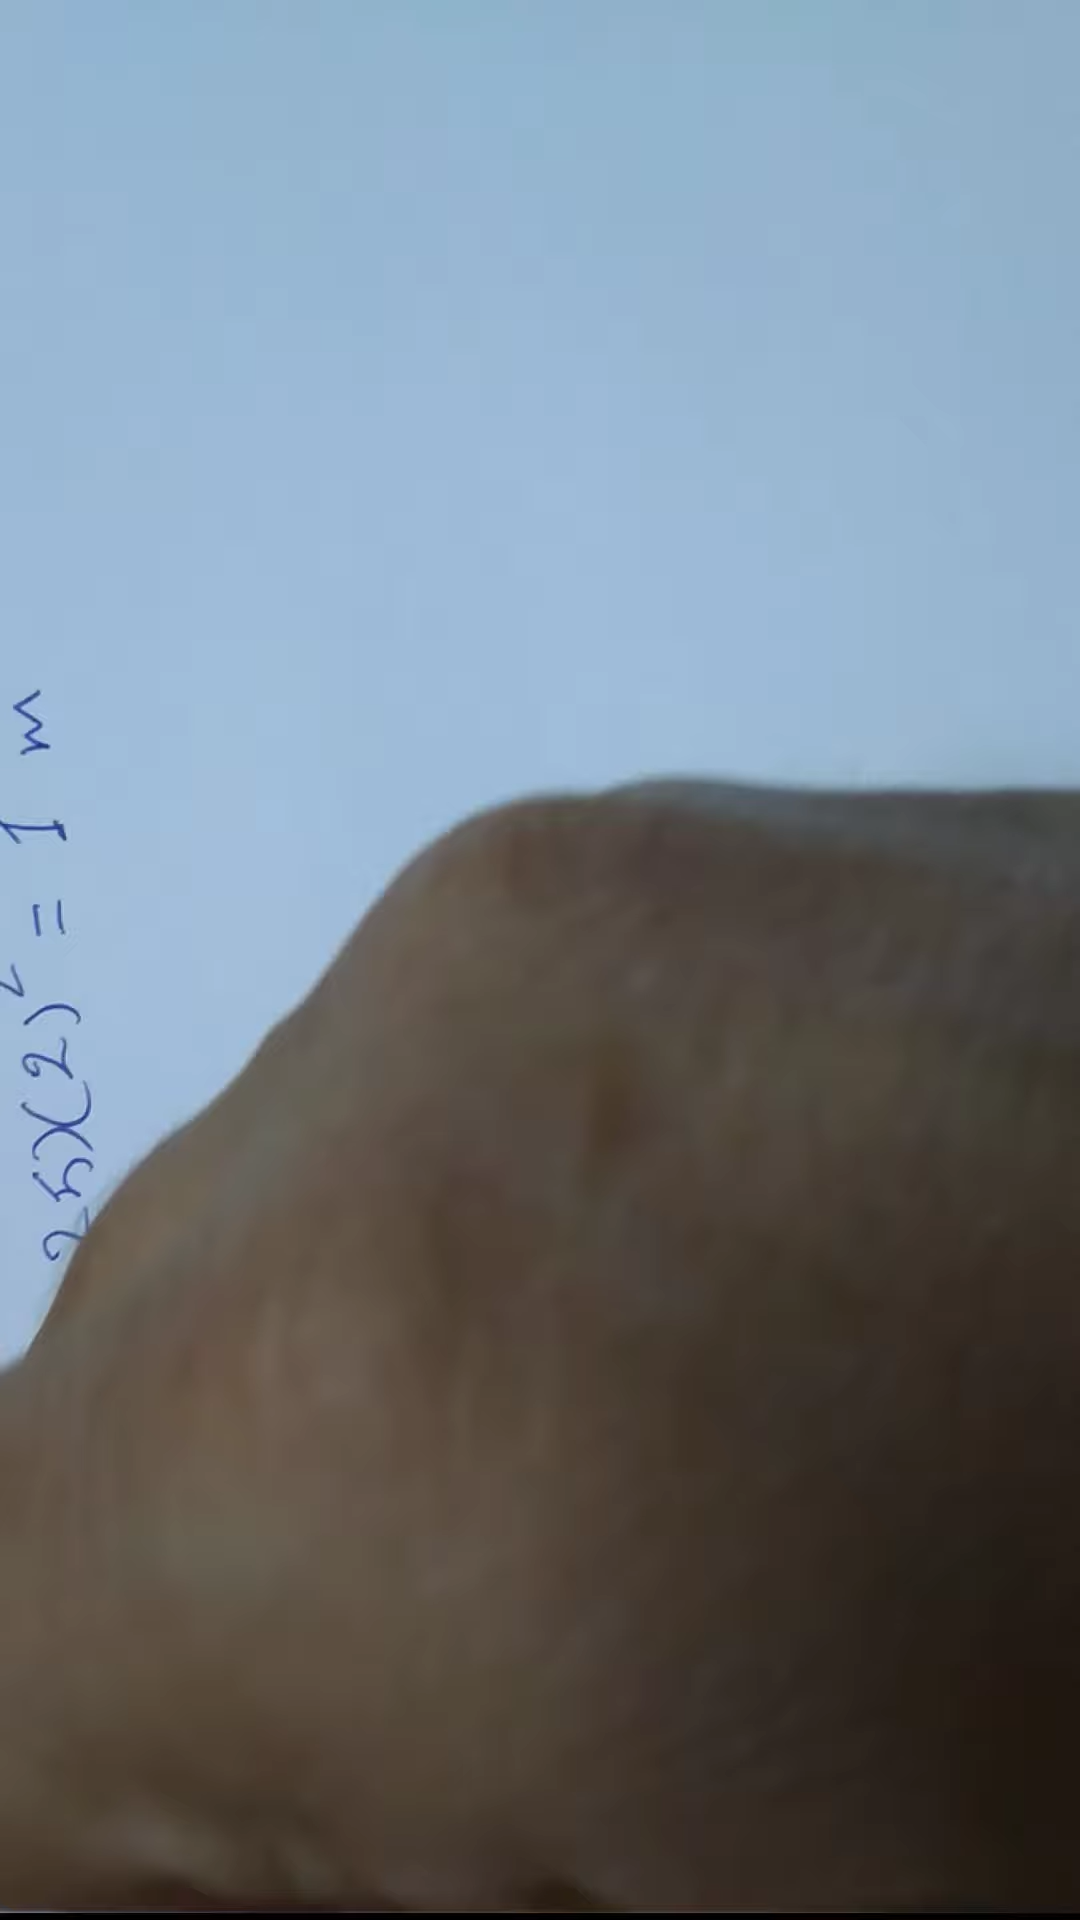 25)(2)² = 1 m